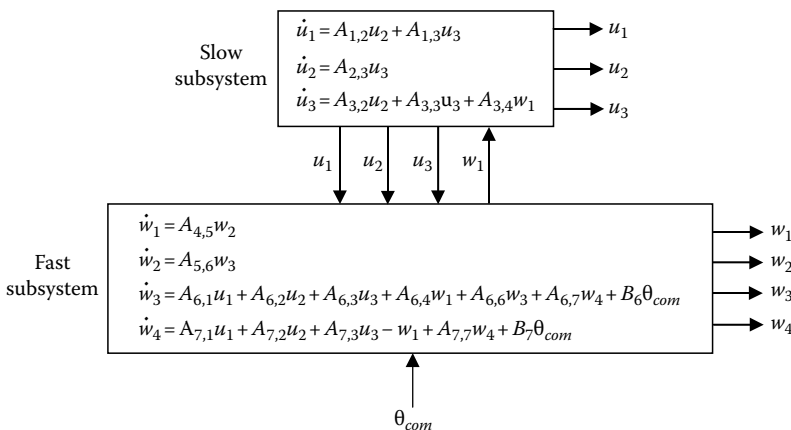 Slow
subsystem
u̇₁ = A₁,₂u₂ + A₁,₃u₃
u̇₂ = A₂,₃u₃
u̇₃ = A₃,₂u₂ + A₃,₃u₃ + A₃,₄w₁
u₁
u₂
u₃
u₁
u₂
u₃
w₁
Fast
subsystem
ẇ₁ = A₄,₅w₂
ẇ₂ = A₅,₆w₃
ẇ₃ = A₆,₁u₁ + A₆,₂u₂ + A₆,₃u₃ + A₆,₄w₁ + A₆,₆w₃ + A₆,₇w₄ + B₆θ_com
ẇ₄ = A₇,₁u₁ + A₇,₂u₂ + A₇,₃u₃ – w₁ + A₇,₇w₄ + B₇θ_com
w₁
w₂
w₃
w₄
θ_com